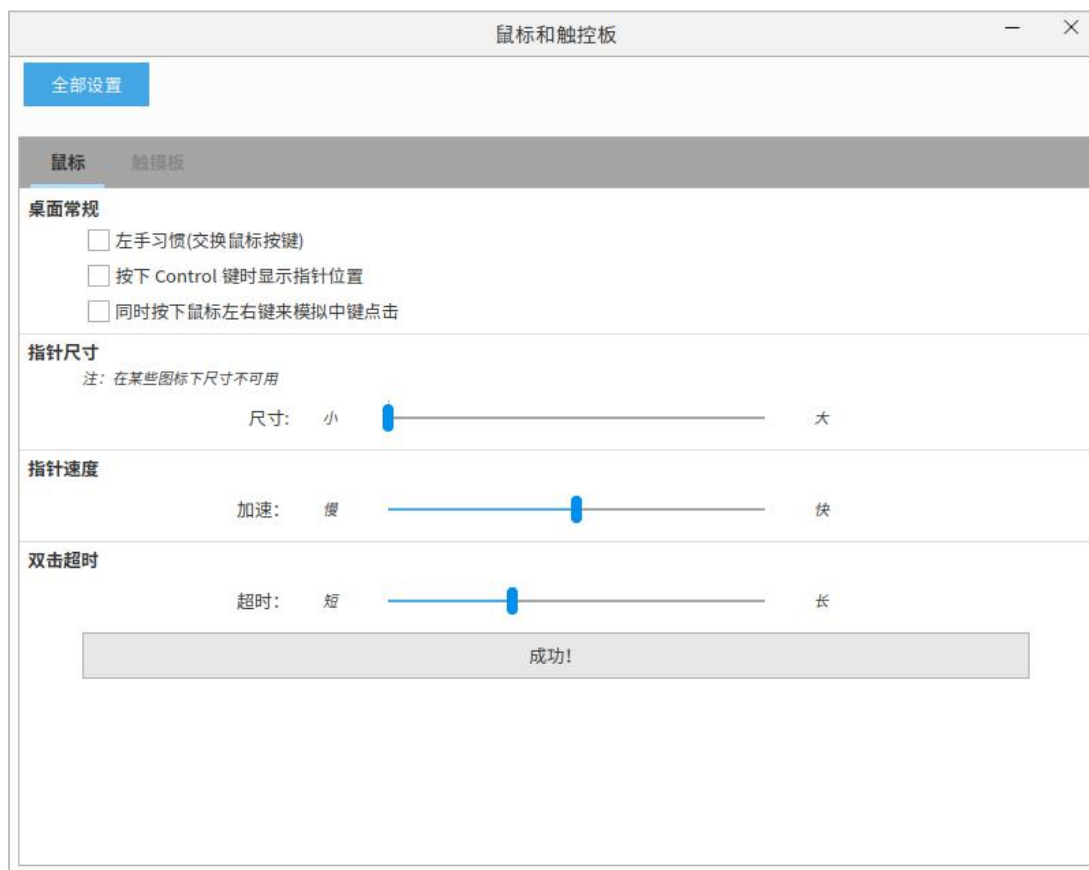 鼠标和触控板
全部设置
鼠标 触摸板
桌面常规
左手习惯(交换鼠标按键)
按下 Control 键时显示指针位置
同时按下鼠标左右键来模拟中键点击
指针尺寸
注：在某些图标下尺寸不可用
尺寸: 小 大
指针速度
加速: 慢 快
双击超时
超时: 短 长
成功!